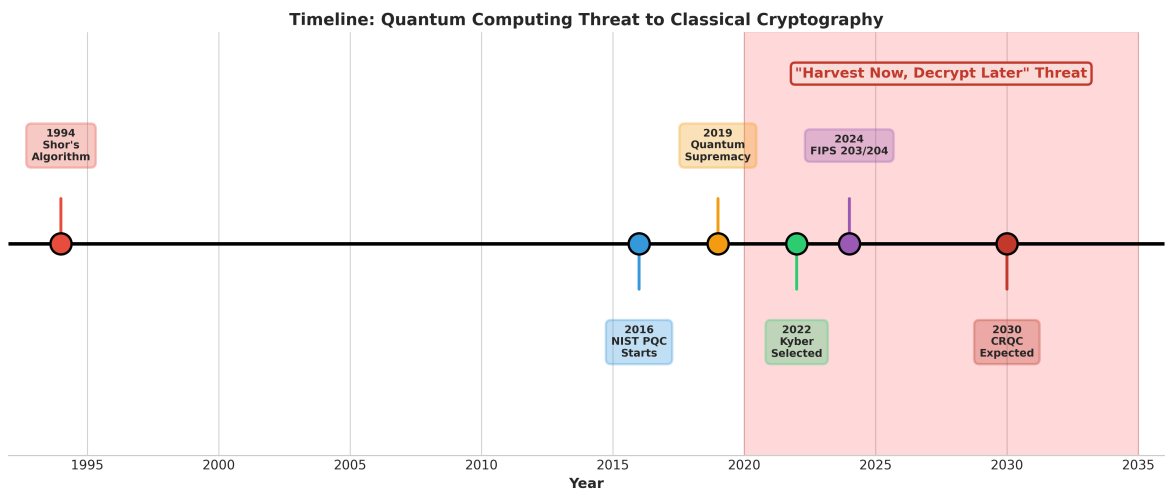 Timeline: Quantum Computing Threat to Classical Cryptography
"Harvest Now, Decrypt Later" Threat
1994
Shor's
Algorithm
2019
Quantum
Supremacy
2024
FIPS 203/204
2016
NIST PQC
Starts
2022
Kyber
Selected
2030
CRQC
Expected
1995 2000 2005 2010 2015 2020 2025 2030 2035
Year